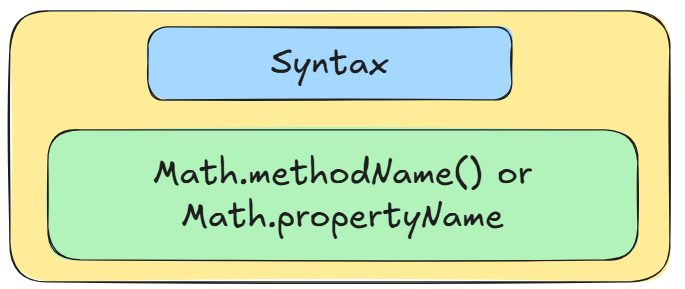 Syntax
Math.methodName() or
Math.propertyName